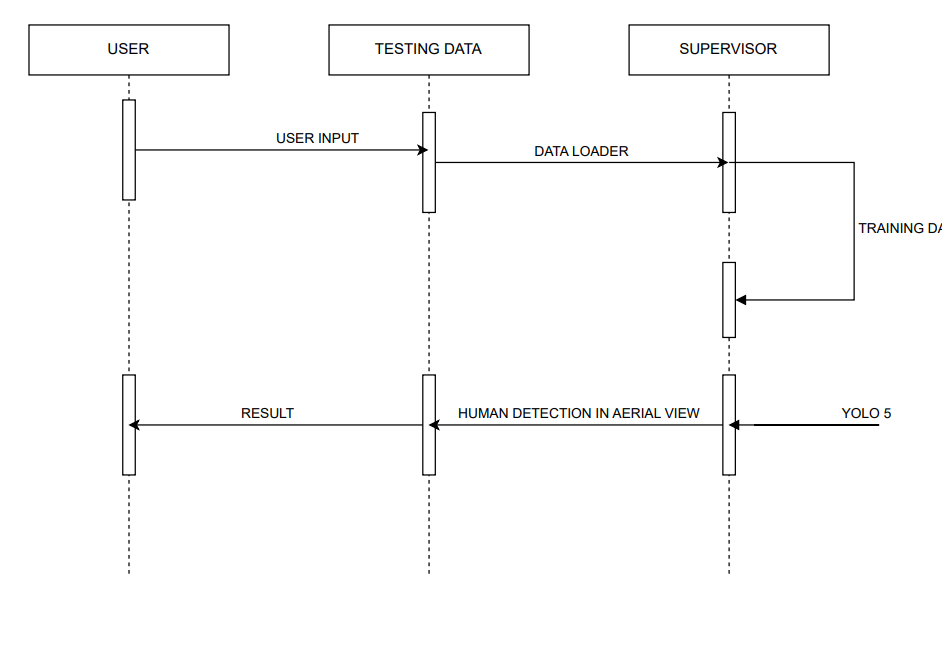 USER
TESTING DATA
SUPERVISOR
USER INPUT
DATA LOADER
TRAINING DA
RESULT
HUMAN DETECTION IN AERIAL VIEW
YOLO 5